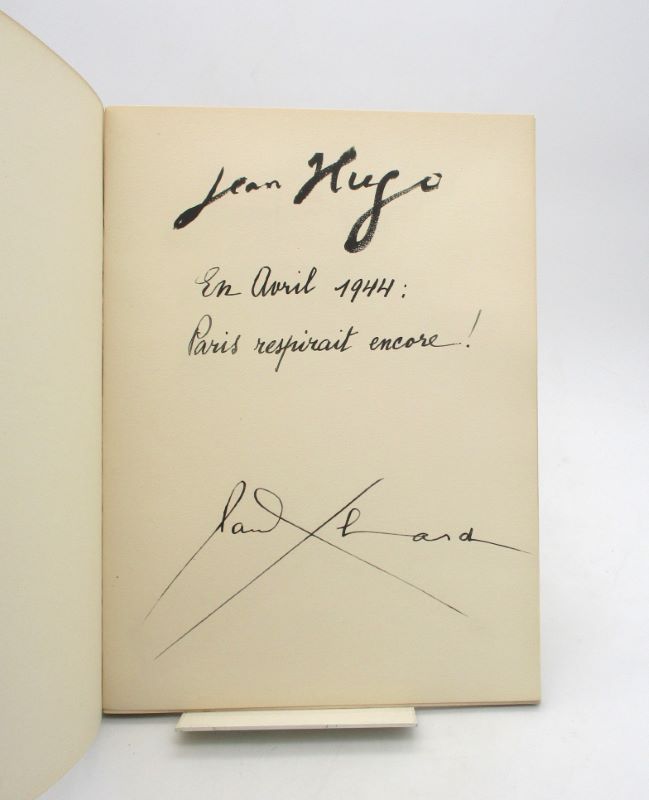 Jean Hugo
En Avril 1944 :
Paris respirait encore !
Paul Eluard